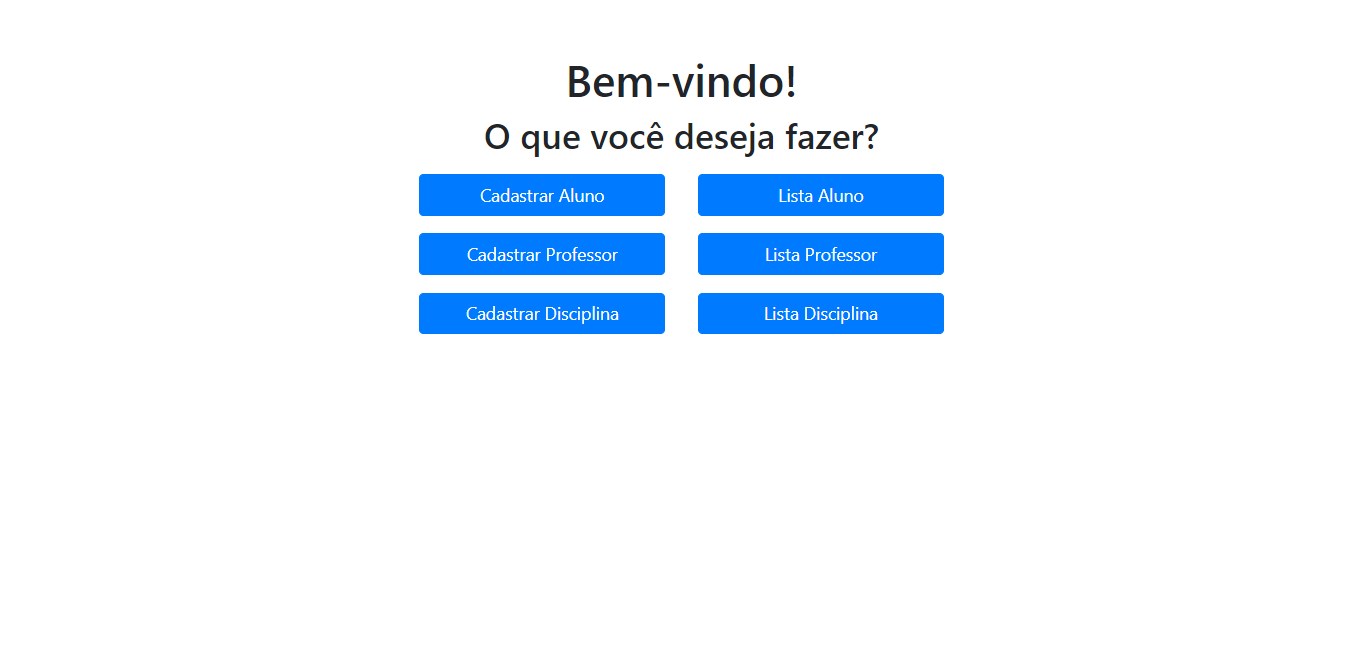 Bem-vindo!
O que você deseja fazer?
Cadastrar Aluno
Lista Aluno
Cadastrar Professor
Lista Professor
Cadastrar Disciplina
Lista Disciplina